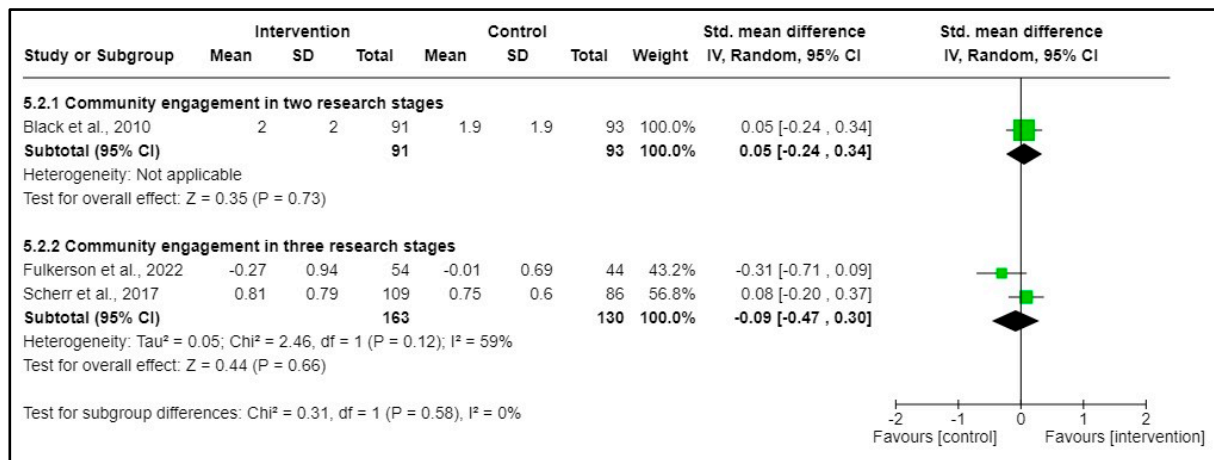 Intervention Control Std. mean difference Std. mean difference
Study or Subgroup Mean SD Total Mean SD Total Weight IV, Random, 95% CI IV, Random, 95% CI
5.2.1 Community engagement in two research stages
Black et al., 2010 2 2 91 1.9 1.9 93 100.0% 0.05 [-0.24 , 0.34]
Subtotal (95% CI) 91 93 100.0% 0.05 [-0.24 , 0.34]
Heterogeneity: Not applicable
Test for overall effect: Z = 0.35 (P = 0.73)
5.2.2 Community engagement in three research stages
Fulkerson et al., 2022 -0.27 0.94 54 -0.01 0.69 44 43.2% -0.31 [-0.71 , 0.09]
Scherr et al., 2017 0.81 0.79 109 0.75 0.6 86 56.8% 0.08 [-0.20 , 0.37]
Subtotal (95% CI) 163 130 100.0% -0.09 [-0.47 , 0.30]
Heterogeneity: Tau² = 0.05; Chi² = 2.46, df = 1 (P = 0.12); I² = 59%
Test for overall effect: Z = 0.44 (P = 0.66)
Test for subgroup differences: Chi² = 0.31, df = 1 (P = 0.58), I² = 0%
-2 -1 0 1 2
Favours [control] Favours [intervention]